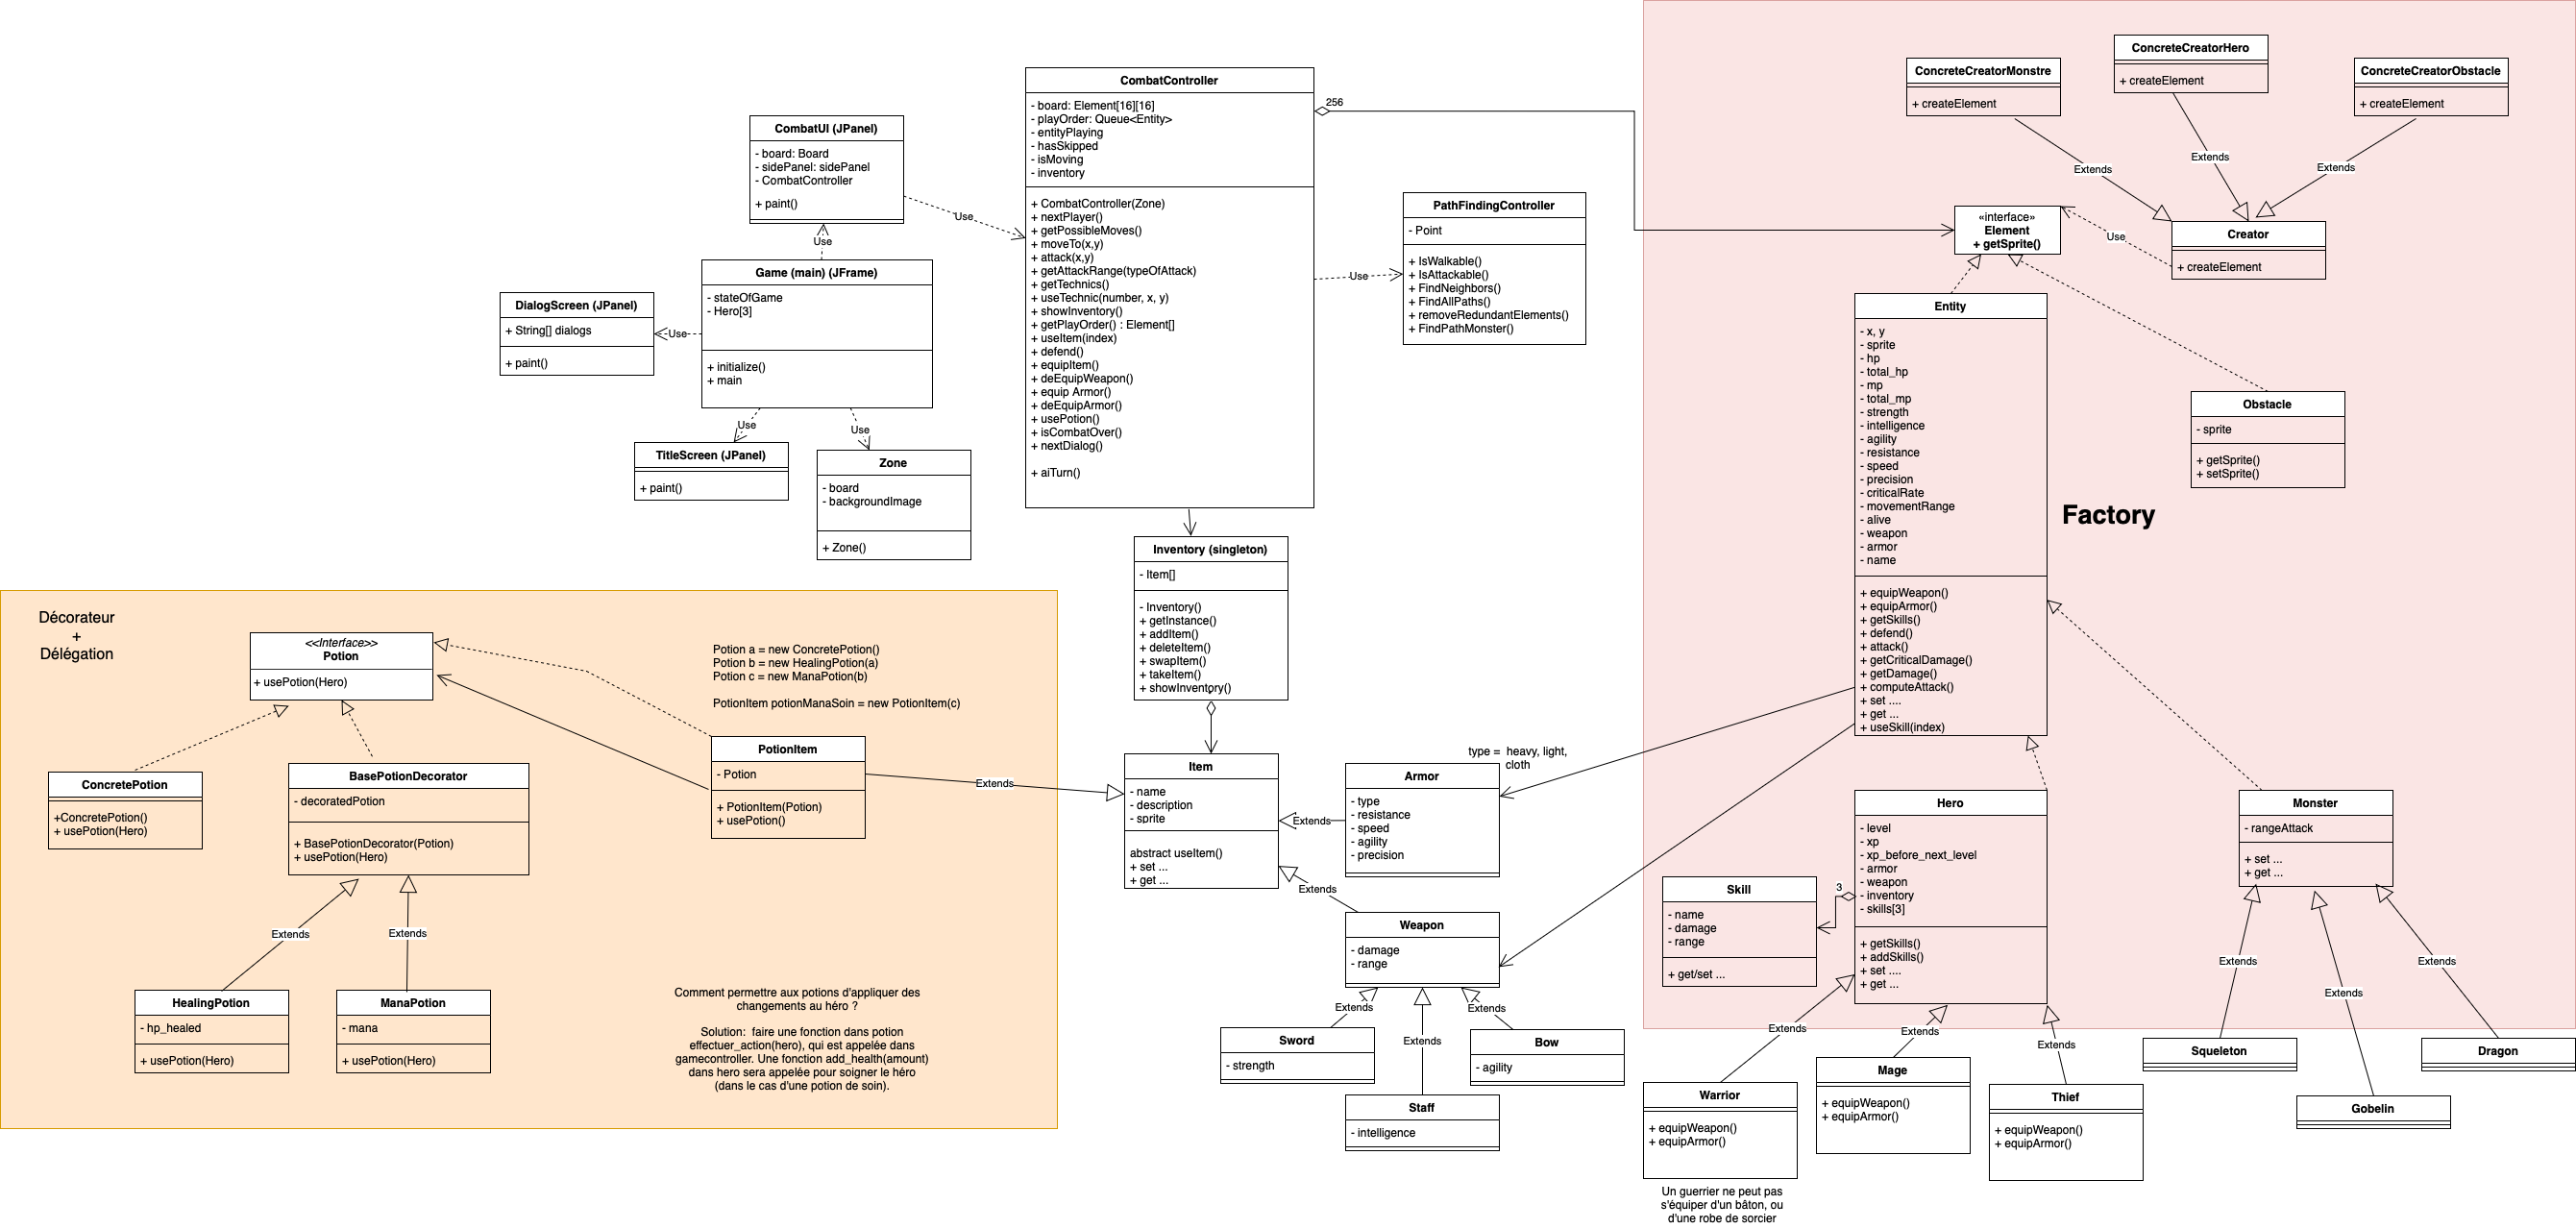 CombatController
- board: Element[16][16]
- playOrder: Queue<Entity>
- entityPlaying
- hasSkipped
- isMoving
- inventory
+ CombatController(Zone)
+ nextPlayer()
+ getPossibleMoves()
+ moveTo(x,y)
+ attack(x,y)
+ getAttackRange(typeOfAttack)
+ getTechnics()
+ useTechnic(number, x, y)
+ showInventory()
+ getPlayOrder() : Element[]
+ useItem(index)
+ defend()
+ equipItem()
+ deEquipWeapon()
+ equip Armor()
+ deEquipArmor()
+ usePotion()
+ isCombatOver()
+ nextDialog()
+ aiTurn()
256
CombatUI (JPanel)
- board: Board
- sidePanel: sidePanel
- CombatController
+ paint()
Use
Use
Game (main) (JFrame)
- stateOfGame
- Hero[3]
+ initialize()
+ main
DialogScreen (JPanel)
+ String[] dialogs
+ paint()
Use
Use
Use
TitleScreen (JPanel)
+ paint()
Zone
- board
- backgroundImage
+ Zone()
PathFindingController
- Point
+ IsWalkable()
+ IsAttackable()
+ FindNeighbors()
+ FindAllPaths()
+ removeRedundantElements()
+ FindPathMonster()
Use
ConcreteCreatorMonstre
+ createElement
ConcreteCreatorHero
+ createElement
ConcreteCreatorObstacle
+ createElement
Extends
Extends
Extends
«interface»
Element
+ getSprite()
Use
Creator
+ createElement
Entity
- x, y
- sprite
- hp
- total_hp
- mp
- total_mp
- strength
- intelligence
- agility
- resistance
- speed
- precision
- criticalRate
- movementRange
- alive
- weapon
- armor
- name
+ equipWeapon()
+ equipArmor()
+ getSkills()
+ defend()
+ attack()
+ getCriticalDamage()
+ getDamage()
+ computeAttack()
+ set ....
+ get ...
+ useSkill(index)
Obstacle
- sprite
+ getSprite()
+ setSprite()
Factory
Inventory (singleton)
- Item[]
- Inventory()
+ getInstance()
+ addItem()
+ deleteItem()
+ swapItem()
+ takeItem()
+ showInventory()
Décorateur
+
Délégation
<<Interface>>
Potion
+ usePotion(Hero)
Potion a = new ConcretePotion()
Potion b = new HealingPotion(a)
Potion c = new ManaPotion(b)
PotionItem potionManaSoin = new PotionItem(c)
ConcretePotion
+ConcretePotion()
+ usePotion(Hero)
BasePotionDecorator
- decoratedPotion
+ BasePotionDecorator(Potion)
+ usePotion(Hero)
PotionItem
- Potion
+ PotionItem(Potion)
+ usePotion()
Extends
Extends
Extends
HealingPotion
- hp_healed
+ usePotion(Hero)
ManaPotion
- mana
+ usePotion(Hero)
Comment permettre aux potions d'appliquer des
changements au héro ?
Solution:  faire une fonction dans potion
effectuer_action(hero), qui est appelée dans
gamecontroller. Une fonction add_health(amount)
dans hero sera appelée pour soigner le héro
(dans le cas d'une potion de soin).
Item
- name
- description
- sprite
abstract useItem()
+ set ...
+ get ...
type =  heavy, light,
cloth
Armor
- type
- resistance
- speed
- agility
- precision
Extends
Extends
Weapon
- damage
- range
Extends
Extends
Extends
Sword
- strength
Staff
- intelligence
Bow
- agility
Skill
- name
- damage
- range
+ get/set ...
3
Hero
- level
- xp
- xp_before_next_level
- armor
- weapon
- inventory
- skills[3]
+ getSkills()
+ addSkills()
+ set ....
+ get ...
Monster
- rangeAttack
+ set ...
+ get ...
Extends
Extends
Extends
Extends
Extends
Extends
Warrior
+ equipWeapon()
+ equipArmor()
Mage
+ equipWeapon()
+ equipArmor()
Thief
+ equipWeapon()
+ equipArmor()
Squeleton
Gobelin
Dragon
Un guerrier ne peut pas
s'équiper d'un bâton, ou
d'une robe de sorcier